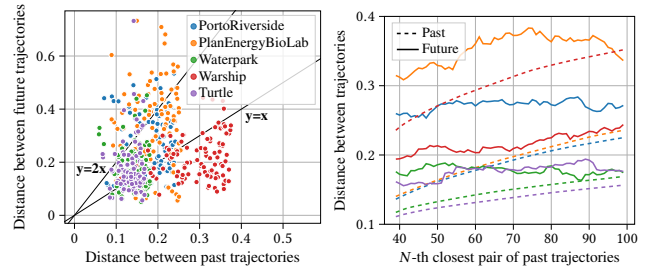 Distance between future trajectories
0.6
0.4
0.2
0
0
0.1
0.2
0.3
0.4
0.5
Distance between past trajectories
PortoRiverside
PlanEnergyBioLab
Waterpark
Warship
Turtle
y=x
y=2x
Distance between trajectories
0.4
0.3
0.2
0.1
40
50
60
70
80
90
100
N-th closest pair of past trajectories
Past
Future